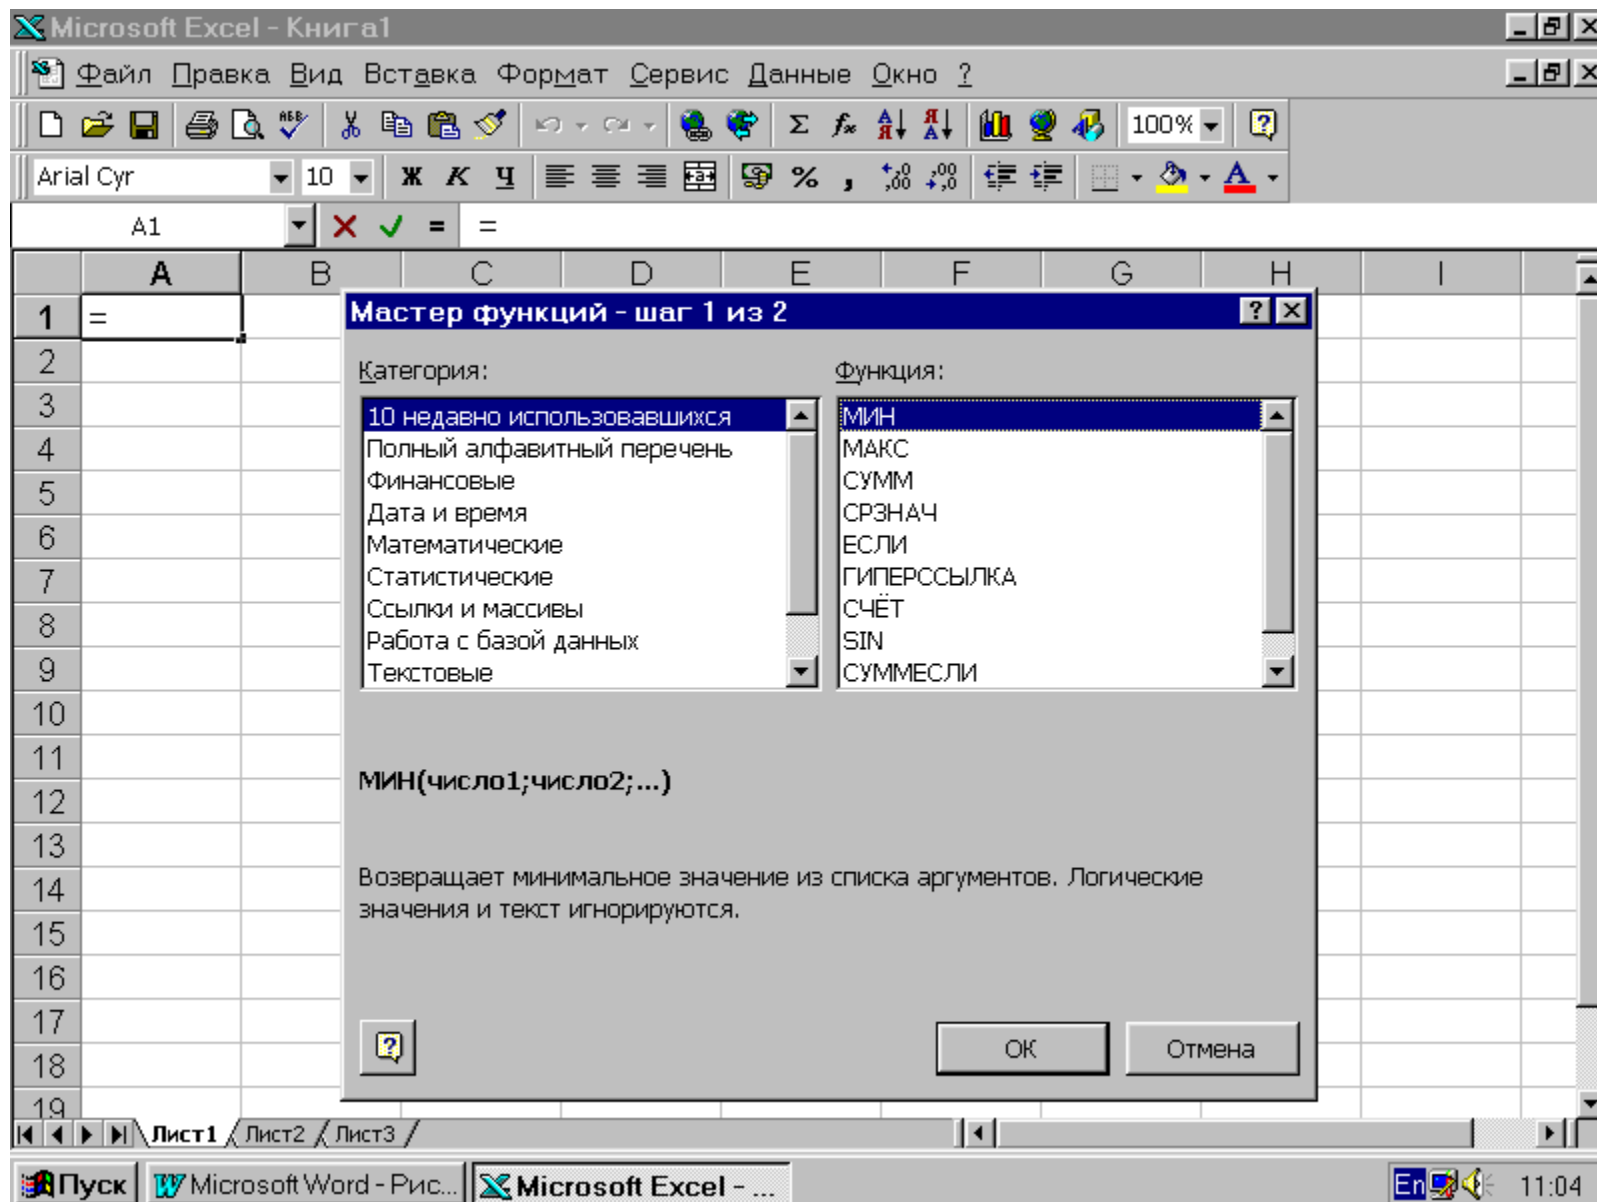 Microsoft Excel - Книга1
Файл Правка Вид Вставка Формат Сервис Данные Окно ?
100%
Arial Cyr 10 Ж К Ч
A1 = =
A B C D E F G H I
1 =
2
3
4
5
6
7
8
9
10
11
12
13
14
15
16
17
18
19
Мастер функций - шаг 1 из 2
Категория: Функция:
10 недавно использовавшихся МИН
Полный алфавитный перечень МАКС
Финансовые СУММ
Дата и время СРЗНАЧ
Математические ЕСЛИ
Статистические ГИПЕРССЫЛКА
Ссылки и массивы СЧЁТ
Работа с базой данных SIN
Текстовые СУММЕСЛИ
МИН(число1;число2;...)
Возвращает минимальное значение из списка аргументов. Логические
значения и текст игнорируются.
ОК Отмена
Лист1 Лист2 Лист3
Пуск Microsoft Word - Рис... Microsoft Excel - ... En 11:04